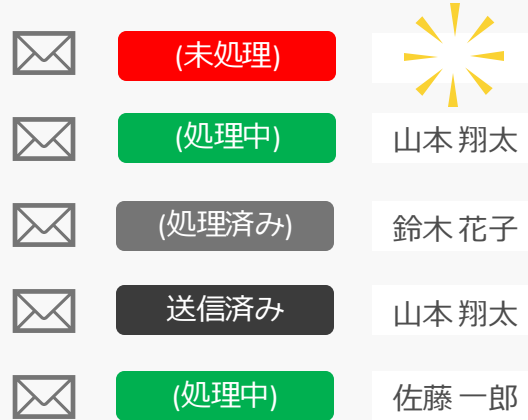 (未処理)
(処理中) 山本 翔太
(処理済み) 鈴木 花子
送信済み 山本 翔太
(処理中) 佐藤 一郎